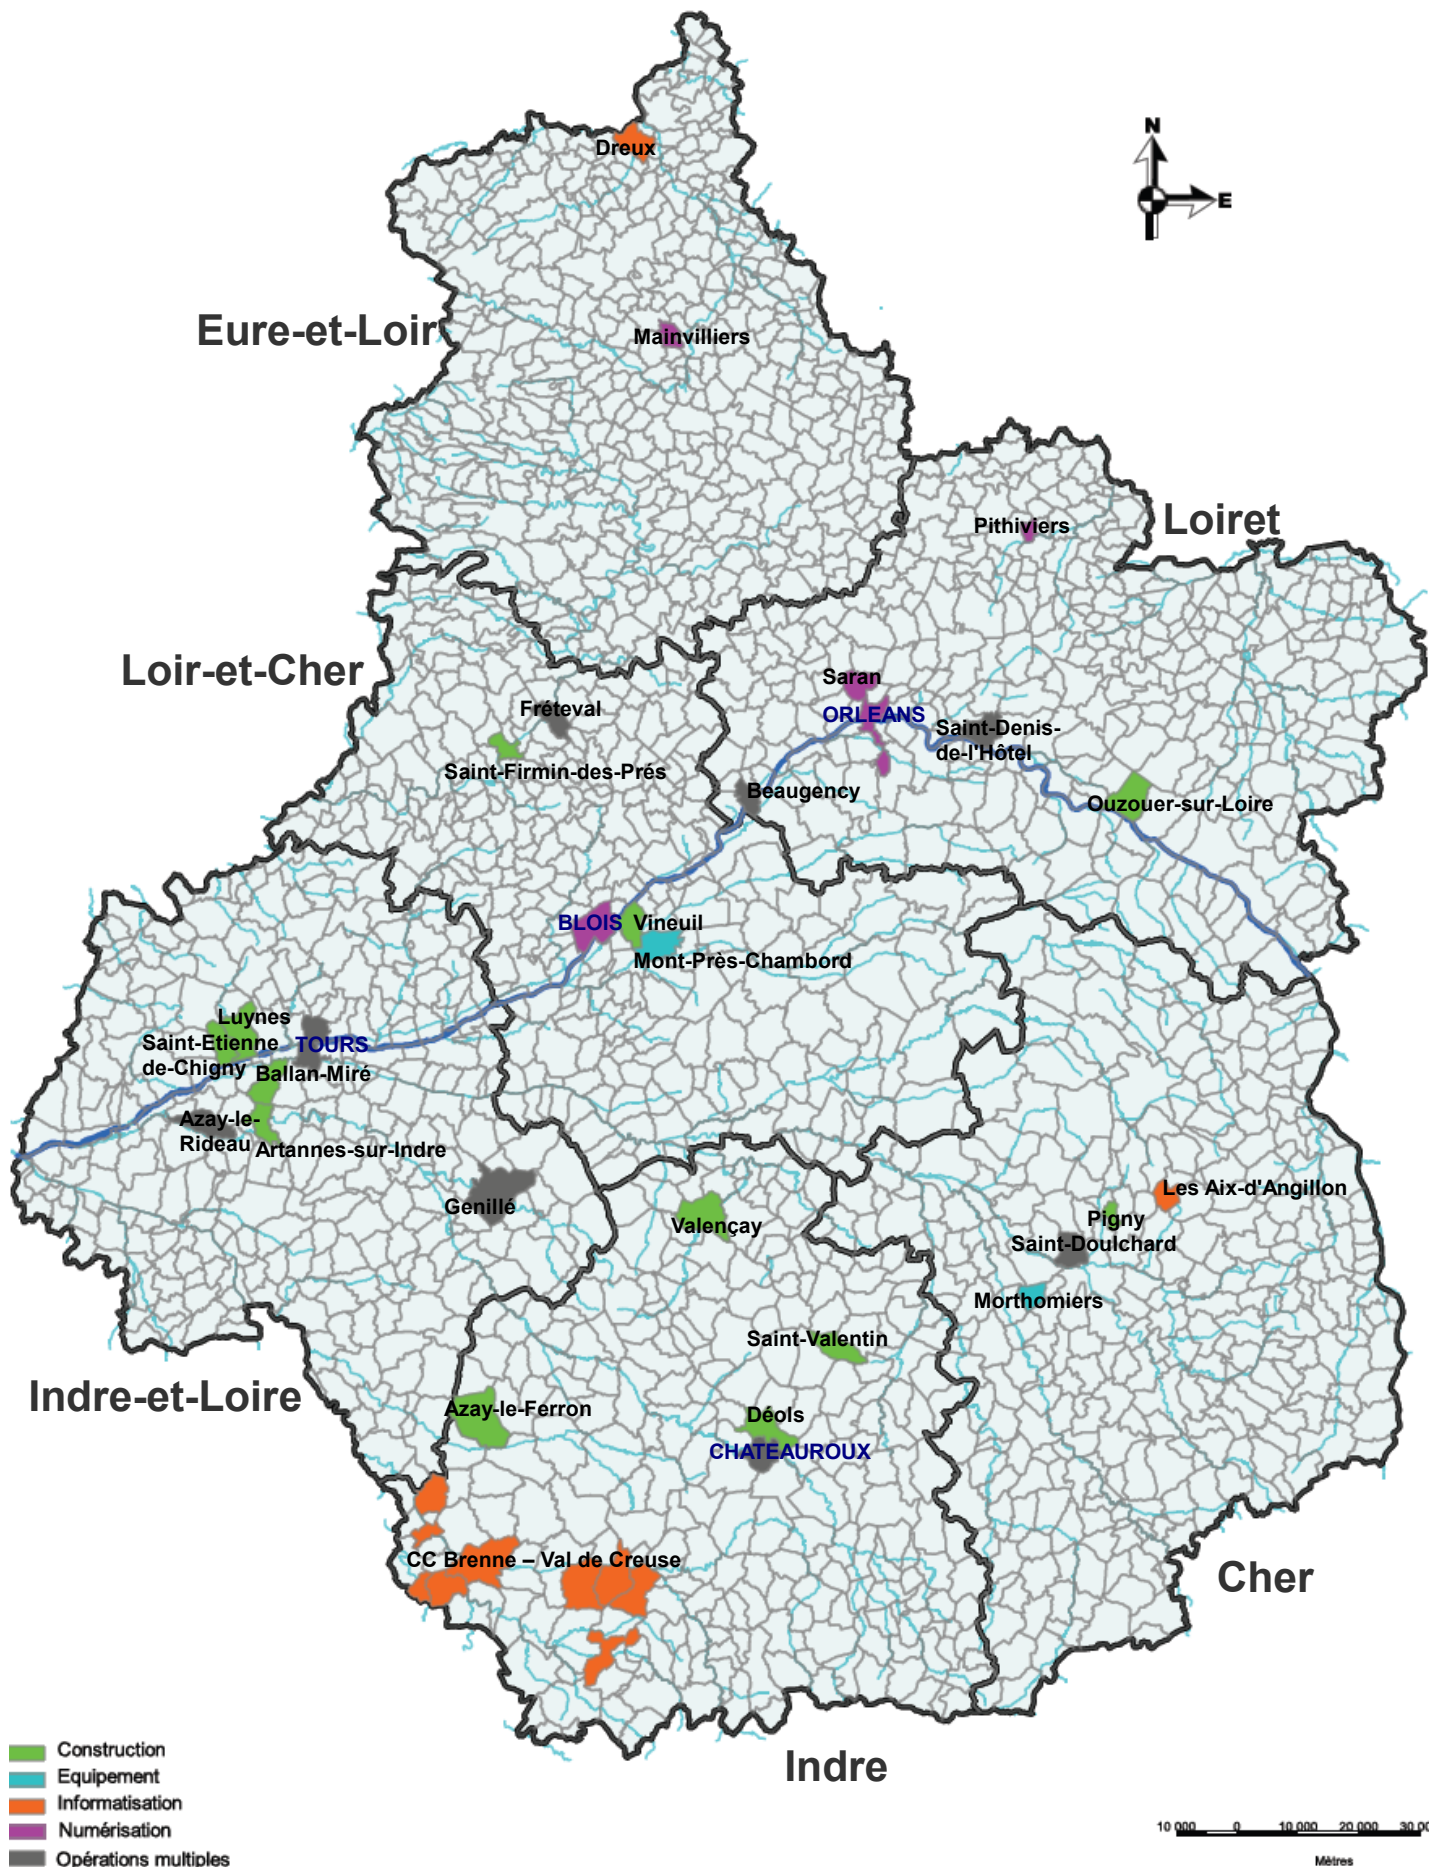 N
E
Dreux
Eure-et-Loir
Mainvilliers
Loiret
Pithiviers
Loir-et-Cher
Saran
Fréteval
ORLEANS
Saint-Denis-
de-l'Hôtel
Saint-Firmin-des-Prés
Beaugency
Ouzouer-sur-Loire
BLOIS
Vineuil
Mont-Près-Chambord
Luynes
Saint-Etienne
de-Chigny
TOURS
Ballan-Miré
Azay-le-
Rideau
Artannes-sur-Indre
Genillé
Valençay
Les Aix-d'Angillon
Pigny
Saint-Doulchard
Morthomiers
Saint-Valentin
Indre-et-Loire
Azay-le-Ferron
Déols
CHATEAUROUX
CC Brenne – Val de Creuse
Cher
Indre
Construction
Equipement
Informatisation
Numérisation
Opérations multiples
10 000 0 10 000 20 000 30 00
Mètres